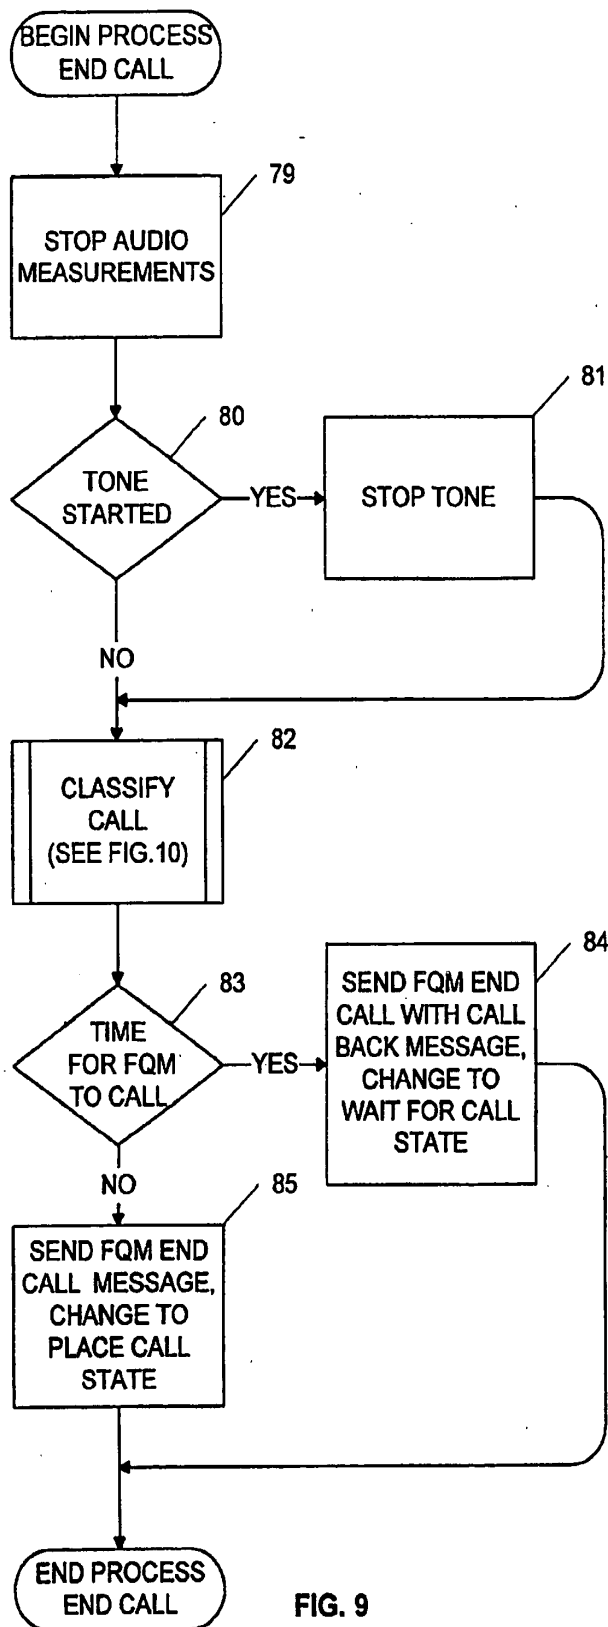 BEGIN PROCESS
END CALL
79
STOP AUDIO
MEASUREMENTS
80
TONE
STARTED
YES
81
STOP TONE
NO
82
CLASSIFY
CALL
(SEE FIG.10)
83
TIME
FOR FQM
TO CALL
YES
84
SEND FQM END
CALL WITH CALL
BACK MESSAGE,
CHANGE TO
WAIT FOR CALL
STATE
NO
85
SEND FQM END
CALL MESSAGE,
CHANGE TO
PLACE CALL
STATE
END PROCESS
END CALL
FIG. 9